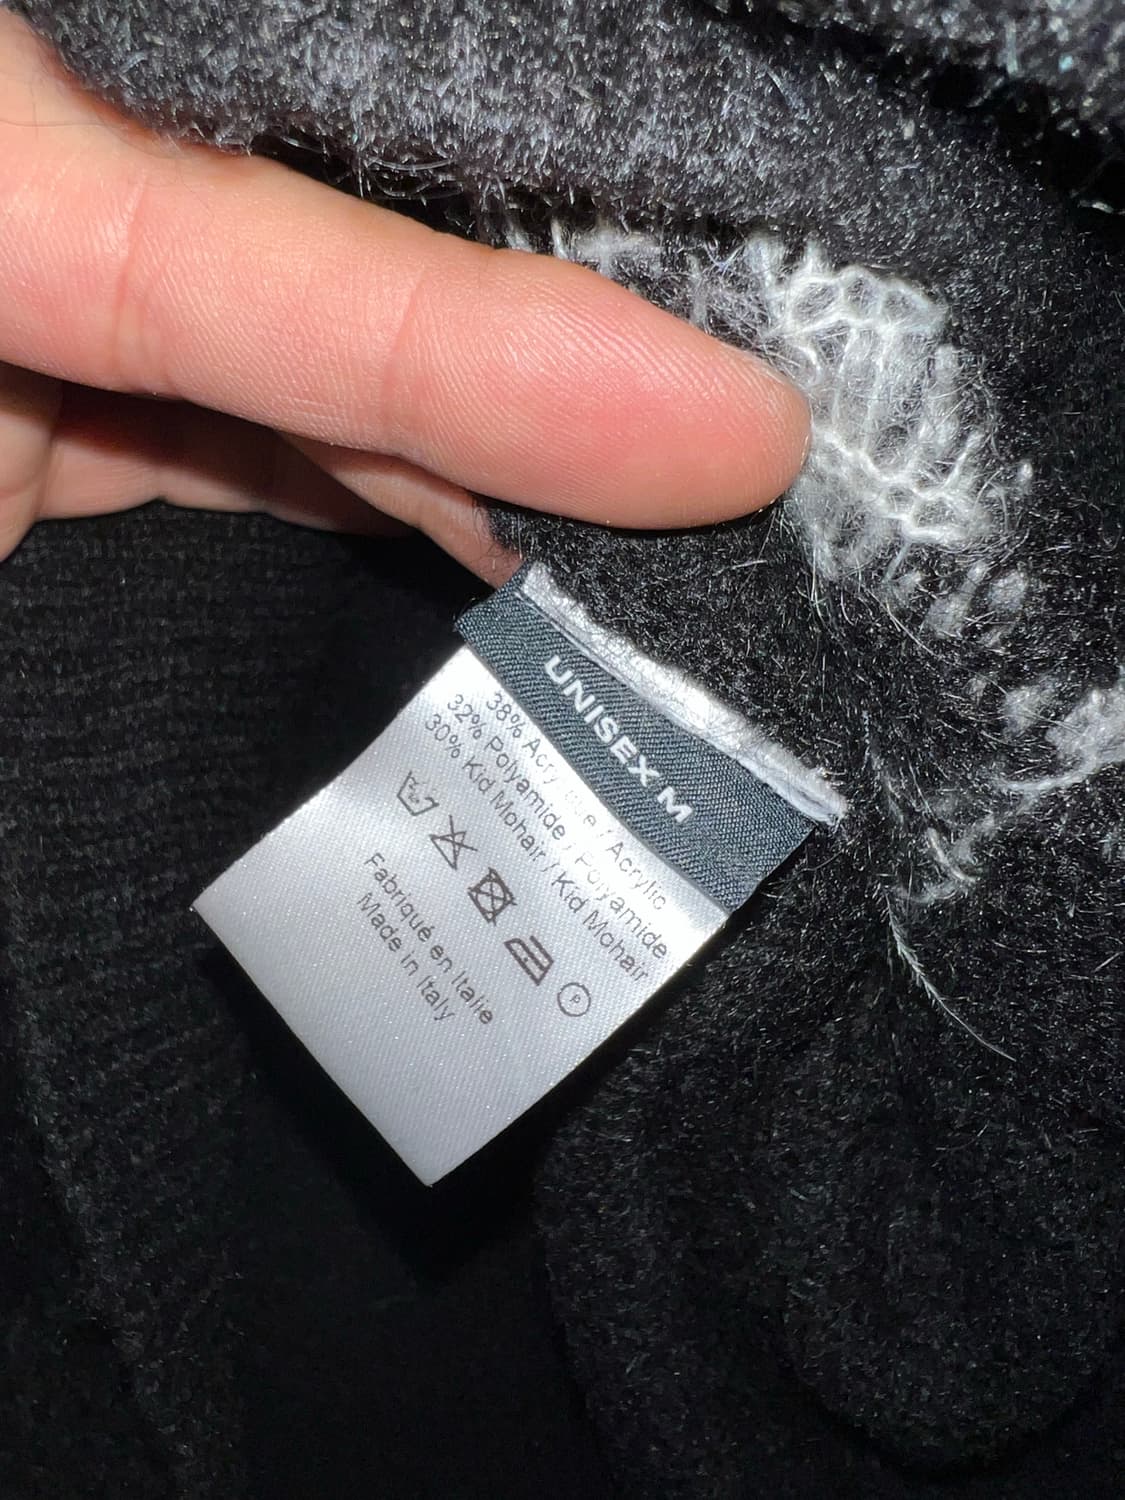 UNISEX M
38% Acrylique / Acrylic
32% Polyamide / Polyamide
30% Kid Mohair / Kid Mohair
P
Fabriqué en Italie
Made in Italy